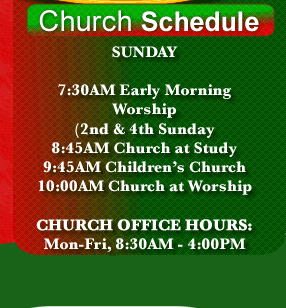 Church Schedule
SUNDAY
7:30AM Early Morning
Worship
(2nd & 4th Sunday
8:45AM Church at Study
9:45AM Children's Church
10:00AM Church at Worship
CHURCH OFFICE HOURS:
Mon-Fri, 8:30AM - 4:00PM